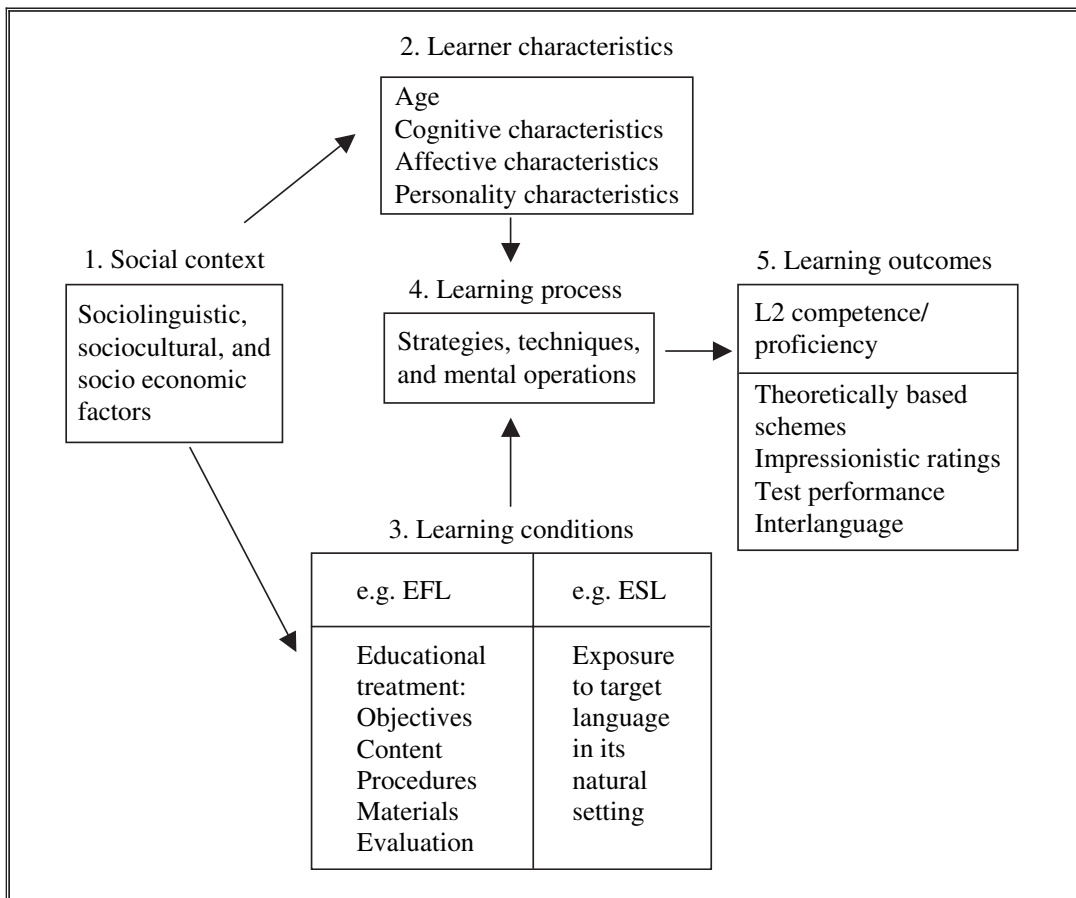 2. Learner characteristics
Age
Cognitive characteristics
Affective characteristics
Personality characteristics
1. Social context
Sociolinguistic,
sociocultural, and
socio economic
factors
4. Learning process
Strategies, techniques,
and mental operations
5. Learning outcomes
L2 competence/
proficiency
Theoretically based
schemes
Impressionistic ratings
Test performance
Interlanguage
3. Learning conditions
e.g. EFL
Educational
treatment:
Objectives
Content
Procedures
Materials
Evaluation
e.g. ESL
Exposure
to target
language
in its
natural
setting